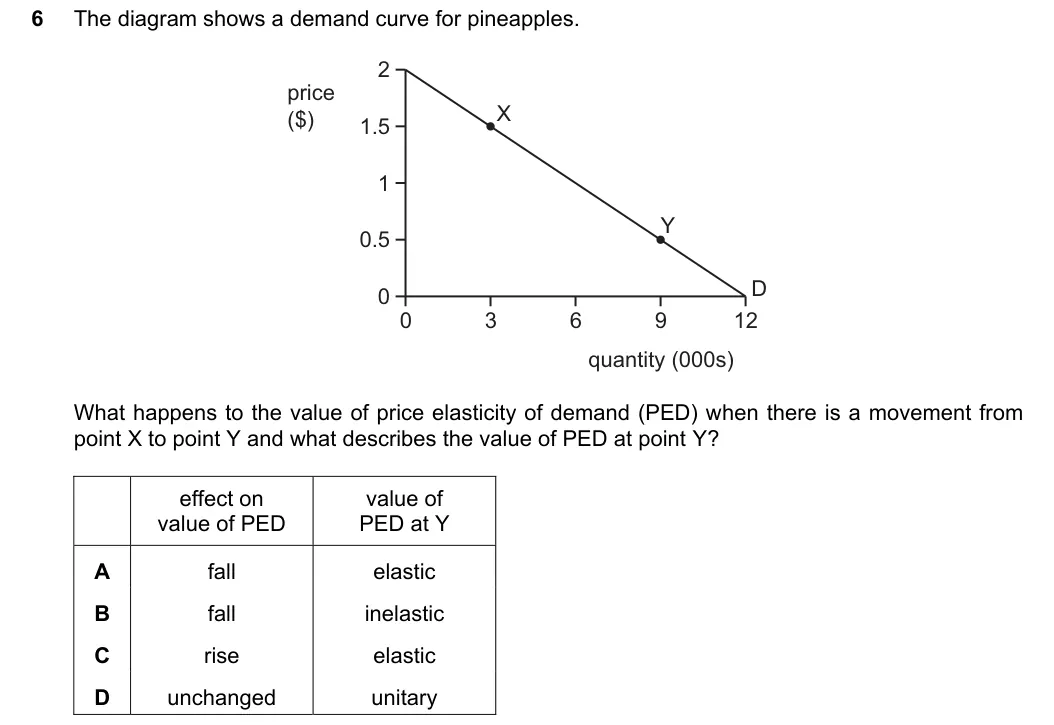 6 The diagram shows a demand curve for pineapples.
2
price
($)
X
1.5
1
Y
0.5
D
0
0 3 6 9 12
quantity (000s)
What happens to the value of price elasticity of demand (PED) when there is a movement from
point X to point Y and what describes the value of PED at point Y?
effect on value of
value of PED PED at Y
A fall elastic
B fall inelastic
C rise elastic
D unchanged unitary